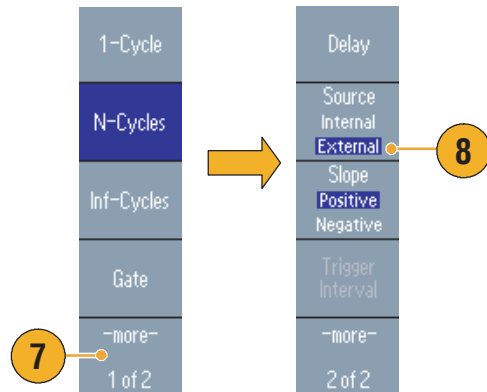 1-Cycle
N-Cycles
Inf-Cycles
Gate
-more-
1 of 2
7
Delay
Source
Internal
External
8
Slope
Positive
Negative
Trigger
Interval
-more-
2 of 2